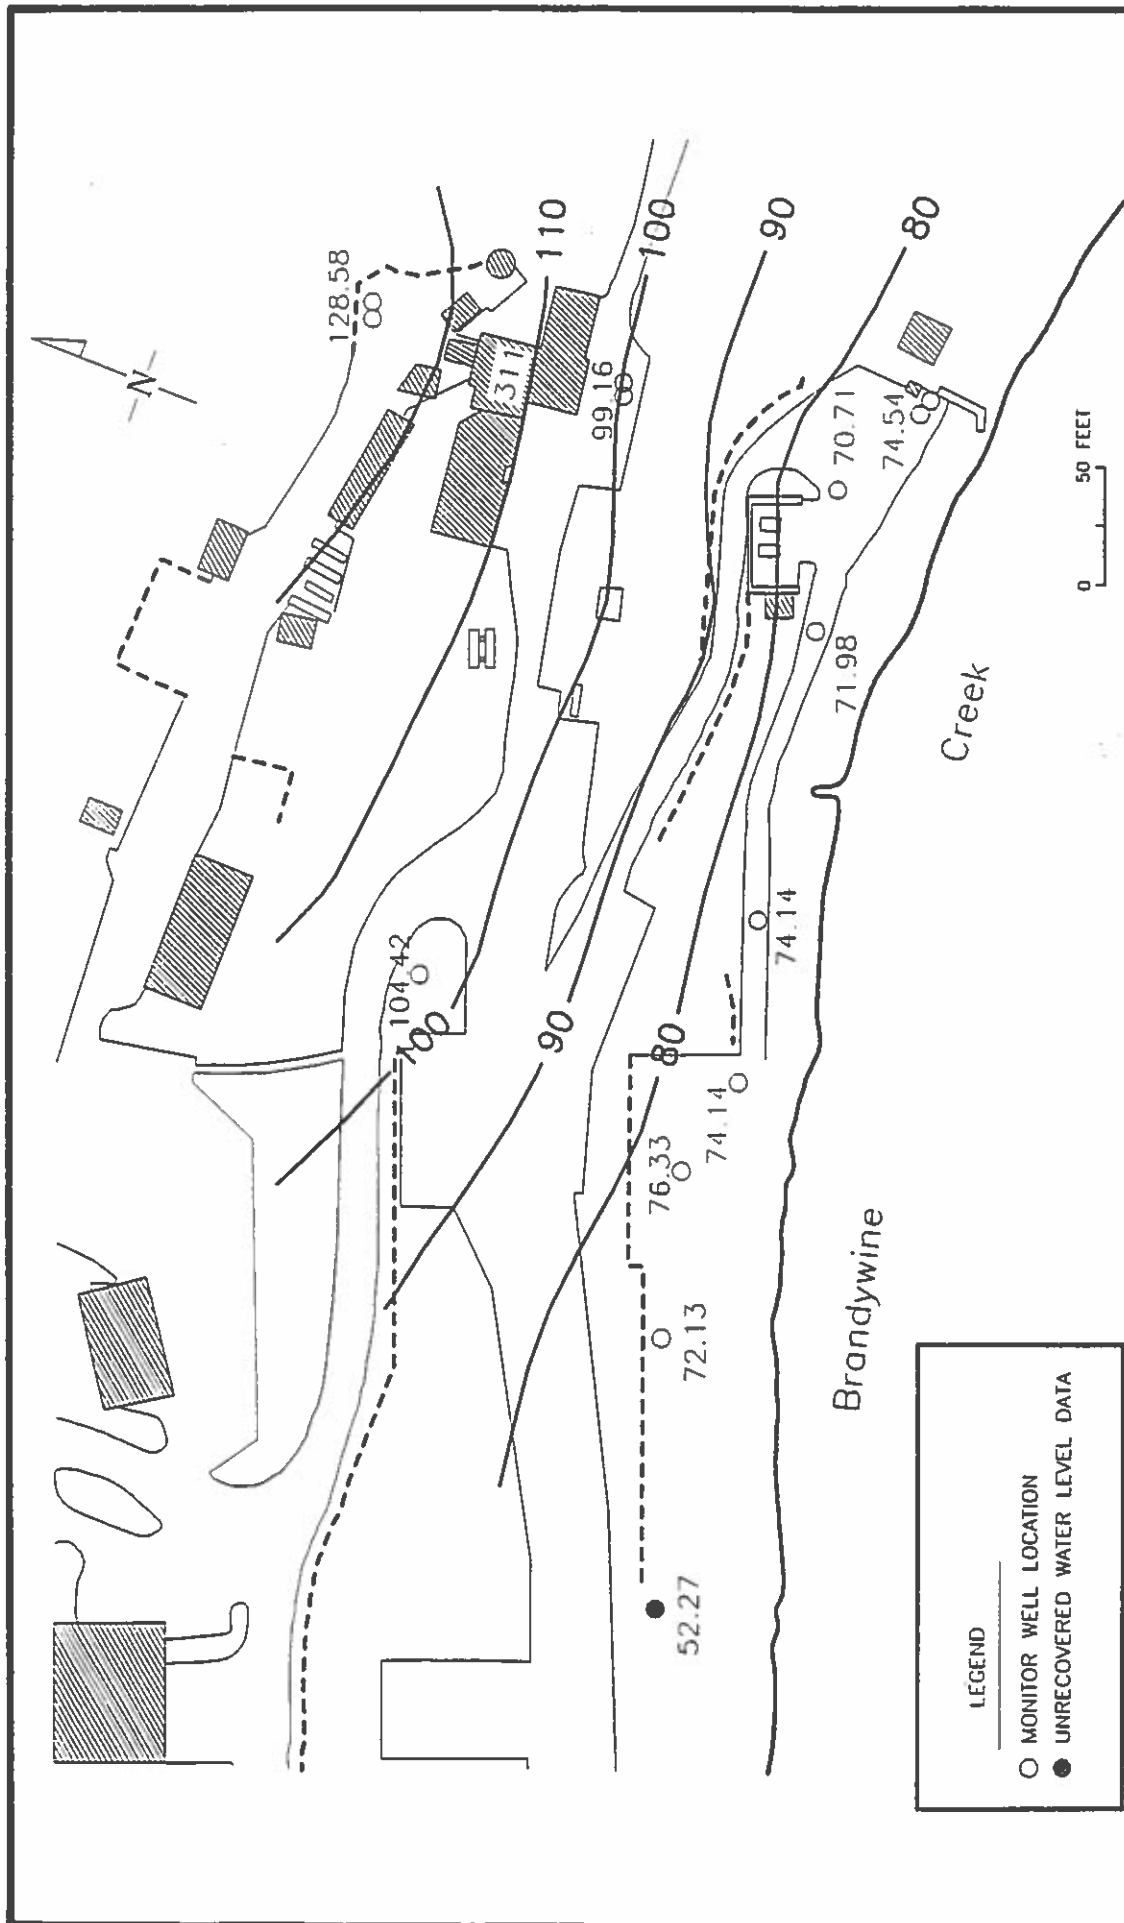 N
128.58
110
311
100
99.16
90
80
70.71
74.54
71.98
104.42
100
90
80
74.14
74.14
76.33
72.13
52.27
Brandywine
Creek
0 50 FEET
LEGEND
MONITOR WELL LOCATION
UNRECOVERED WATER LEVEL DATA